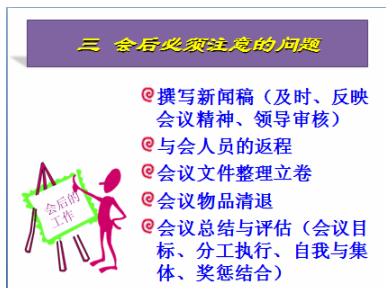 三 会后必须注意的问题
撰写新闻稿（及时、反映
会议精神、领导审核）
与会人员的返程
会议文件整理立卷
会议物品清退
会议总结与评估（会议目
标、分工执行、自我与集
体、奖惩结合）
会后的
工作